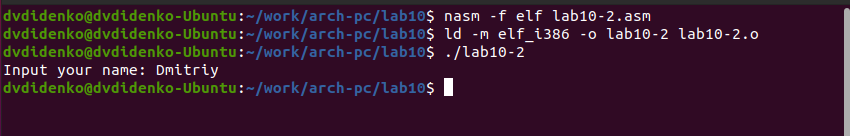 dvdidenko@dvdidenko-Ubuntu:~/work/arch-pc/lab10$ nasm -f elf lab10-2.asm
dvdidenko@dvdidenko-Ubuntu:~/work/arch-pc/lab10$ ld -m elf_i386 -o lab10-2 lab10-2.o
dvdidenko@dvdidenko-Ubuntu:~/work/arch-pc/lab10$ ./lab10-2
Input your name: Dmitriy
dvdidenko@dvdidenko-Ubuntu:~/work/arch-pc/lab10$